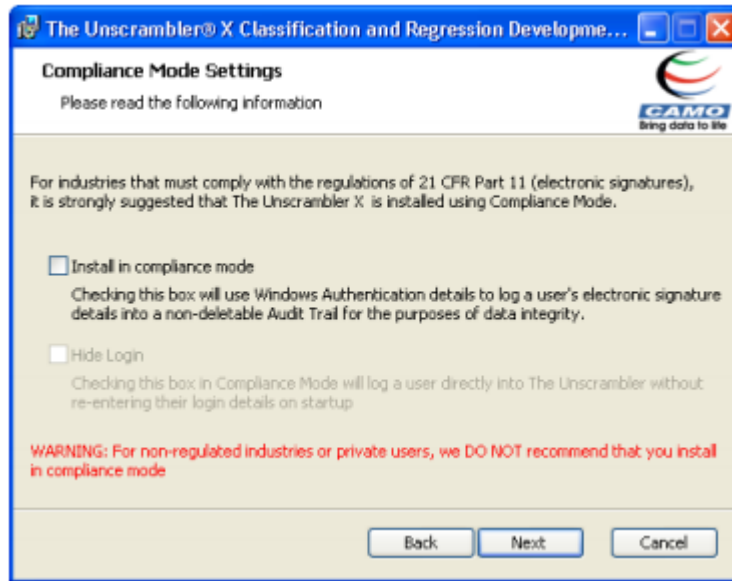 The Unscrambler® X Classification and Regression Developme...
Compliance Mode Settings
Please read the following information
CAMO
Bring data to life
For industries that must comply with the regulations of 21 CFR Part 11 (electronic signatures),
it is strongly suggested that The Unscrambler X is installed using Compliance Mode.
Install in compliance mode
Checking this box will use Windows Authentication details to log a user's electronic signature
details into a non-deletable Audit Trail for the purposes of data integrity.
Hide Login
Checking this box in Compliance Mode will log a user directly into The Unscrambler without
re-entering their login details on startup
WARNING: For non-regulated industries or private users, we DO NOT recommend that you install
in compliance mode
Back Next Cancel